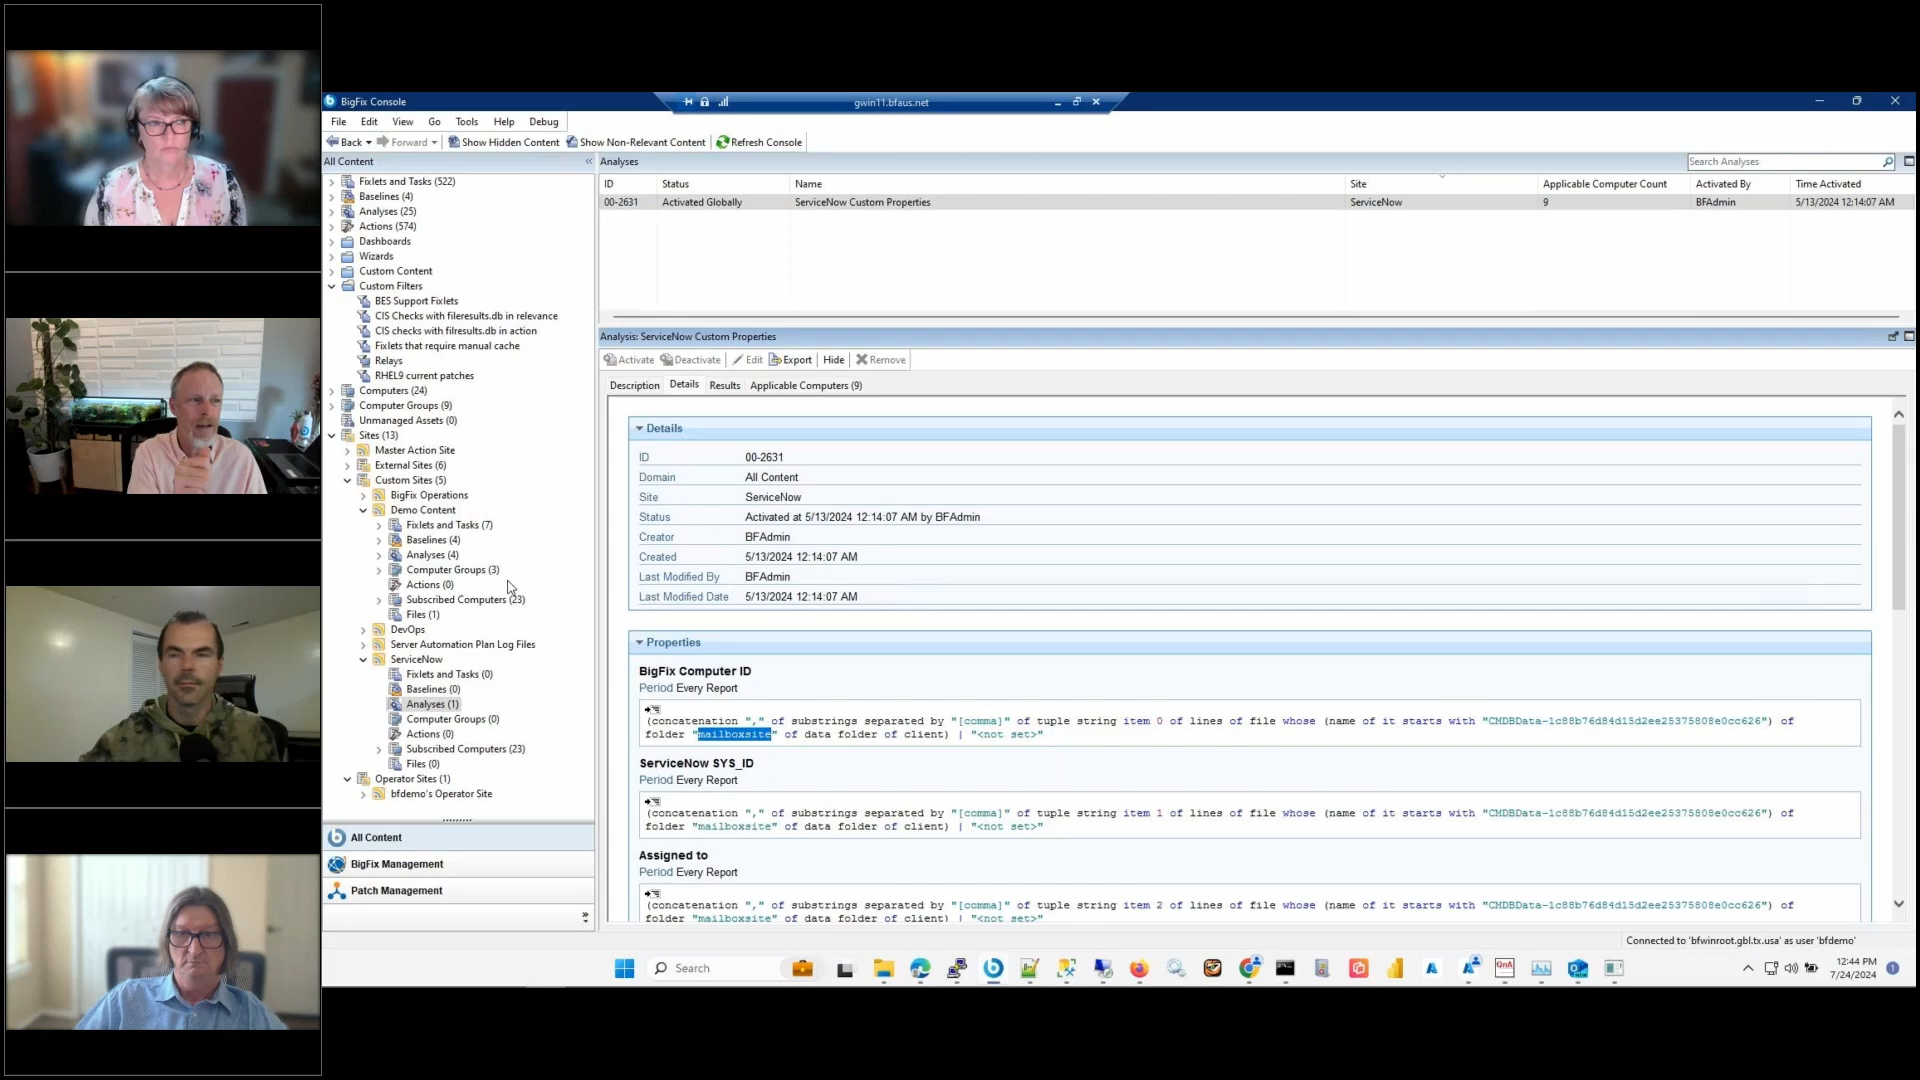 BigFix Console
gwin11.bfaus.net
File Edit View Go Tools Help Debug
Back Forward Show Hidden Content Show Non-Relevant Content Refresh Console
All Content
Fixlets and Tasks (522)
Baselines (4)
Analyses (25)
Actions (574)
Dashboards
Wizards
Custom Content
Custom Filters
BES Support Fixlets
CIS Checks with fileresults.db in relevance
CIS checks with filresults.db in action
Fixlets that require manual cache
Relays
RHEL9 current patches
Computers (24)
Computer Groups (9)
Unmanaged Assets (0)
Sites (13)
Master Action Site
External Sites (6)
Custom Sites (5)
BigFix Operations
Demo Content
Fixlets and Tasks (7)
Baselines (4)
Analyses (4)
Computer Groups (3)
Actions (0)
Subscribed Computers (23)
Files (1)
DevOps
Server Automation Plan Log Files
ServiceNow
Fixlets and Tasks (0)
Baselines (0)
Analyses (1)
Computer Groups (0)
Actions (0)
Subscribed Computers (23)
Files (0)
Operator Sites (1)
bfdemo's Operator Site
All Content
BigFix Management
Patch Management
Analyses
Search Analyses
ID Status Name Site Applicable Computer Count Activated By Time Activated
00-2631 Activated Globally ServiceNow Custom Properties ServiceNow 9 BFAdmin 5/13/2024 12:14:07 AM
Analysis: ServiceNow Custom Properties
Activate Deactivate Edit Export Hide Remove
Description Details Results Applicable Computers (9)
Details
ID 00-2631
Domain All Content
Site ServiceNow
Status Activated at 5/13/2024 12:14:07 AM by BFAdmin
Creator BFAdmin
Created 5/13/2024 12:14:07 AM
Last Modified By BFAdmin
Last Modified Date 5/13/2024 12:14:07 AM
Properties
BigFix Computer ID
Period Every Report
(concatenation "," of substrings separated by "[comma]" of tuple string item 0 of lines of file whose (name of it starts with "CMDBData-1c88b76d84d15d2ee25375808e0cc626") of
folder "mailboxsite" of data folder of client) | "<not set>"
ServiceNow SYS_ID
Period Every Report
(concatenation "," of substrings separated by "[comma]" of tuple string item 1 of lines of file whose (name of it starts with "CMDBData-1c88b76d84d15d2ee25375808e0cc626") of
folder "mailboxsite" of data folder of client) | "<not set>"
Assigned to
Period Every Report
(concatenation "," of substrings separated by "[comma]" of tuple string item 2 of lines of file whose (name of it starts with "CMDBData-1c88b76d84d15d2ee25375808e0cc626") of
folder "mailboxsite" of data folder of client) | "<not set>"
Connected to 'bfwinroot.gbl.tx.usa' as user 'bfdemo'
Search
QnA
12:44 PM
7/24/2024
1